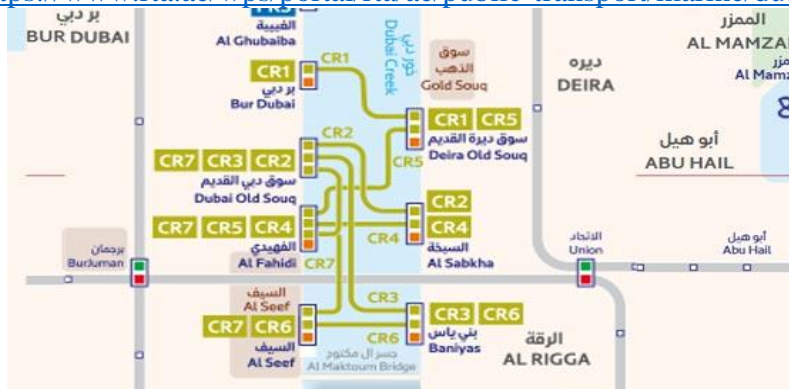 بر دبي
BUR DUBAI
الغبيبة
Al Ghubaiba
CR1
بر دبي
Bur Dubai
CR1
خور دبي
Dubai Creek
سوق
الذهب
Gold Souq
ديره
DEIRA
الممزر
AL MAMZA
مزر
Al Mamz
CR1 CR5
سوق ديرة القديم
Deira Old Souq
أبو هيل
ABU HAIL
CR2
CR7 CR3 CR2
سوق دبي القديم
Dubai Old Souq
CR5
CR2
CR4
السبخة
Al Sabkha
CR7 CR5 CR4
الفهيدي
Al Fahidi
CR4
CR7
برجمان
BurJuman
الاتحاد
Union
أبو هيل
Abu Hail
السيف
Al Seef
CR7 CR6
السيف
Al Seef
CR3
CR3 CR6
بني ياس
Baniyas
CR6
جسر آل مكتوم
Al Maktoum Bridge
الرقة
AL RIGGA